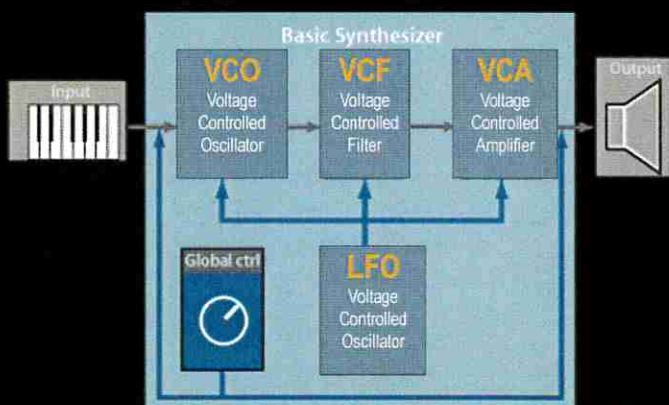 Basic Synthesizer
Input
VCO
Voltage
Controlled
Oscillator
VCF
Voltage
Controlled
Filter
VCA
Voltage
Controlled
Amplifier
Output
Global ctrl
LFO
Voltage
Controlled
Oscillator